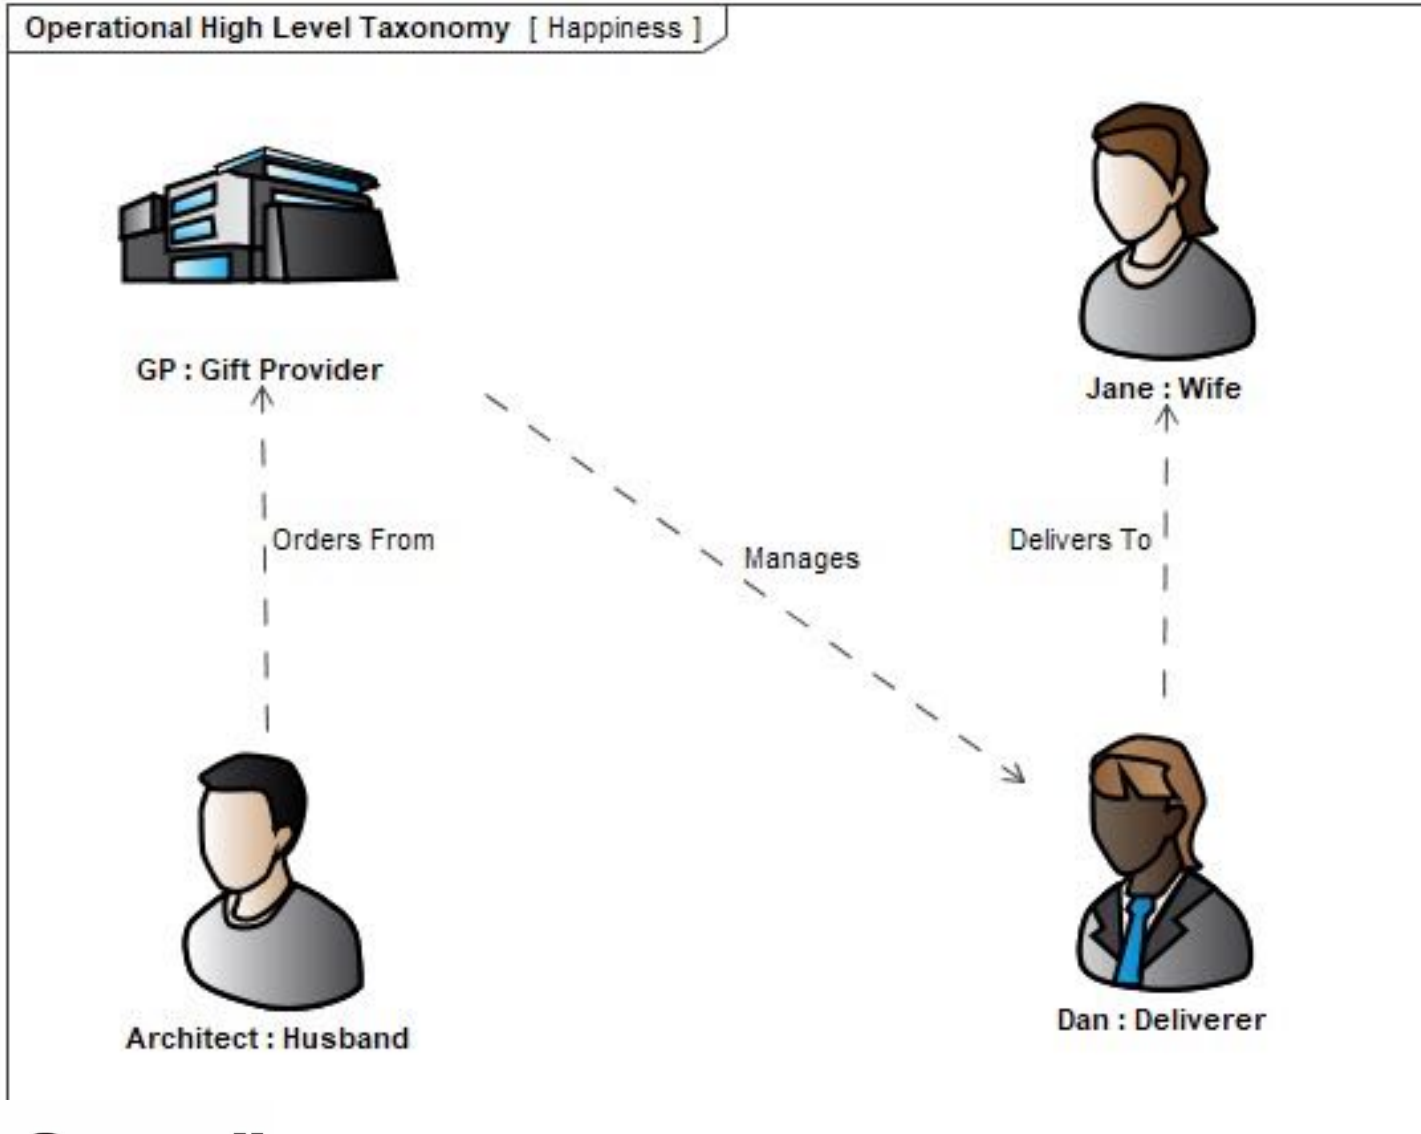 Operational High Level Taxonomy [ Happiness ]
GP : Gift Provider
Jane : Wife
Orders From
Manages
Delivers To
Architect : Husband
Dan : Deliverer